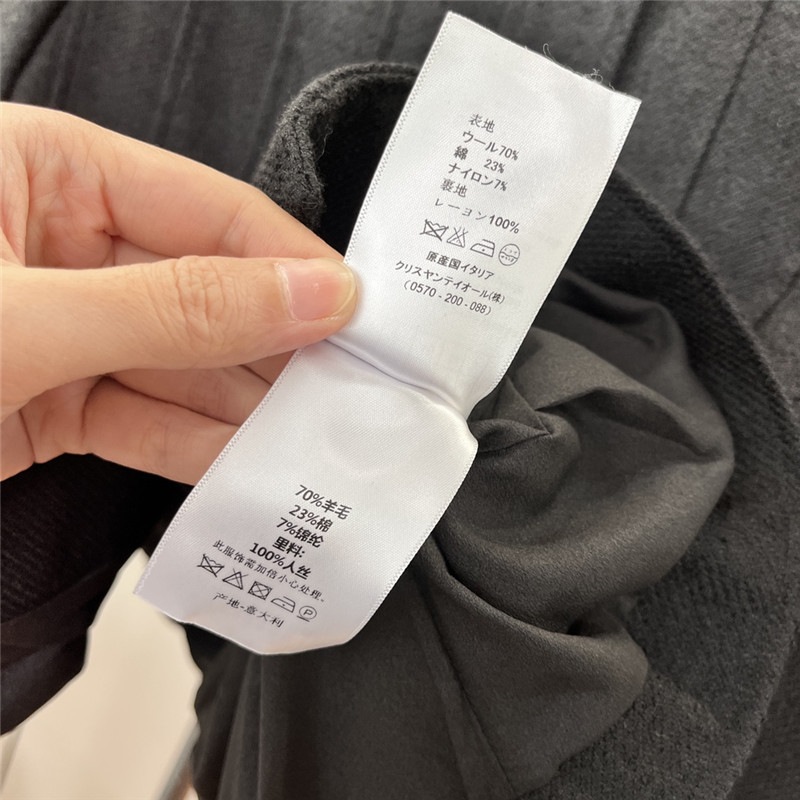 表地
ウール70%
綿 23%
ナイロン7%
裏地
レーヨン100%
原産国イタリア
クリスヤンテイオール(株)
(0570-200-088)
70%羊毛
23%棉
7%锦纶
里料:
100%人丝
此服饰需加倍小心处理。
P
产地-意大利